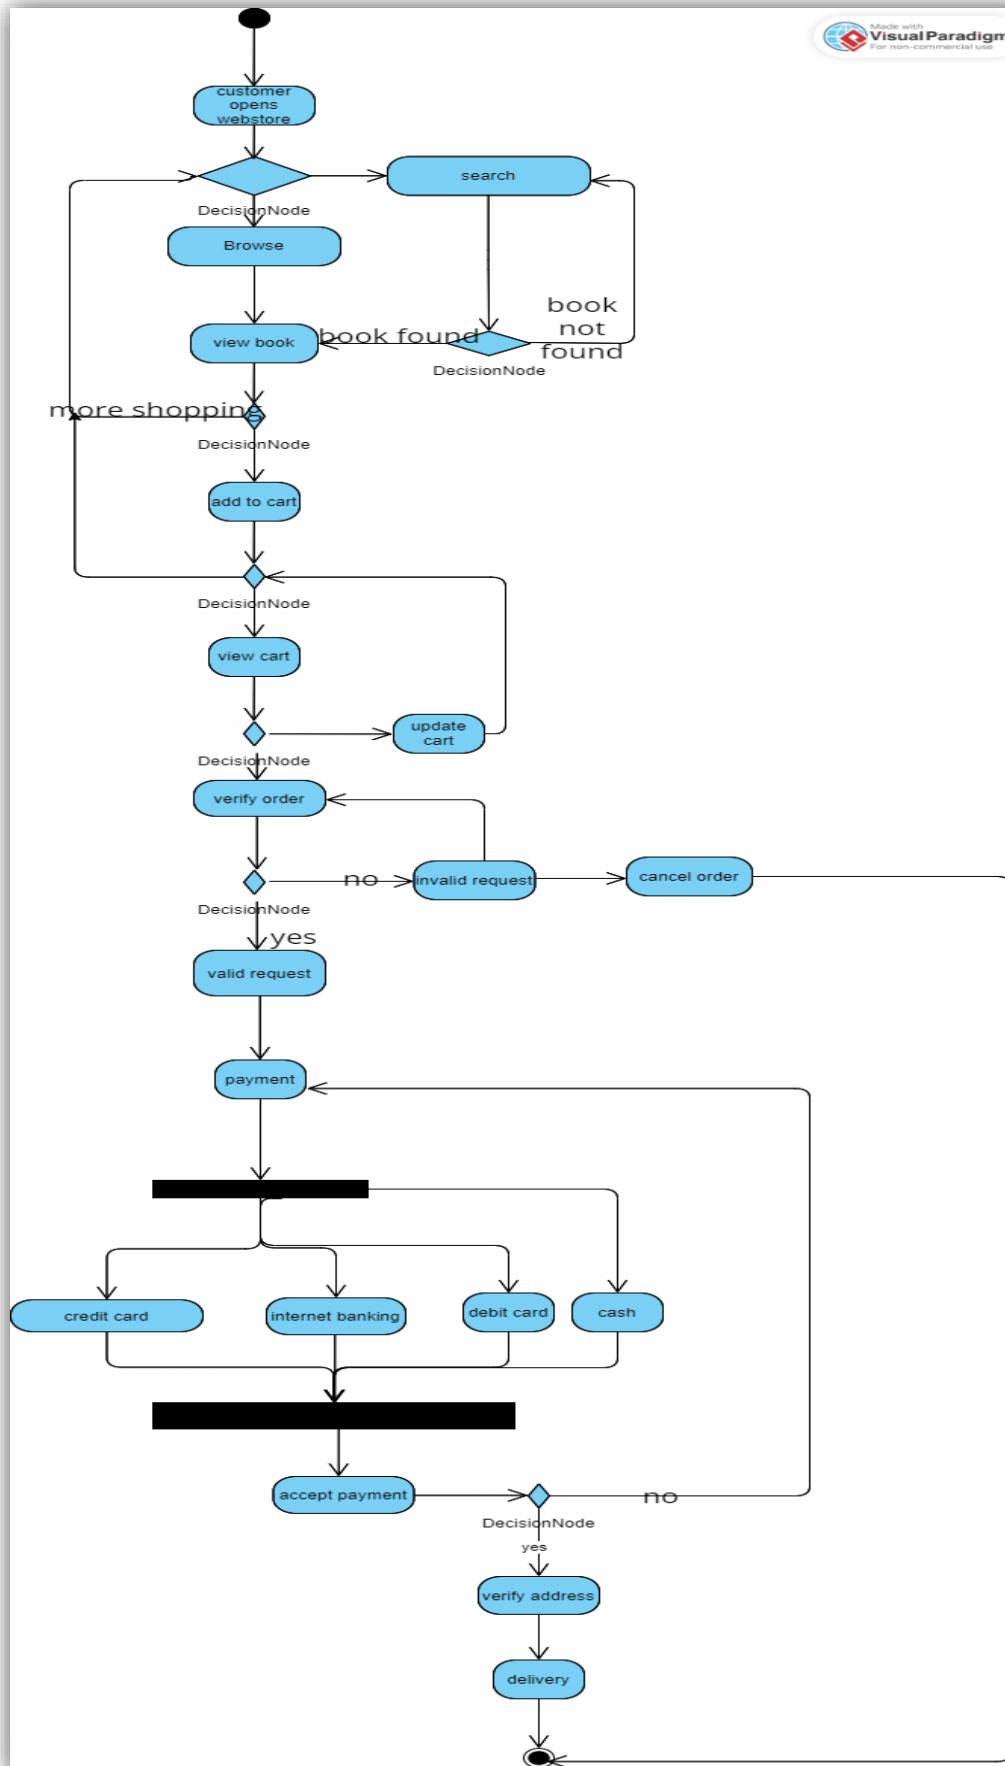 Made with
Visual Paradigm
For non-commercial use
customer
opens
webstore
DecisionNode
search
Browse
book
not
found
book found
view book
DecisionNode
more shopping
DecisionNode
add to cart
DecisionNode
view cart
update
cart
DecisionNode
verify order
no
invalid request
cancel order
DecisionNode
yes
valid request
payment
credit card
internet banking
debit card
cash
accept payment
no
DecisionNode
yes
verify address
delivery